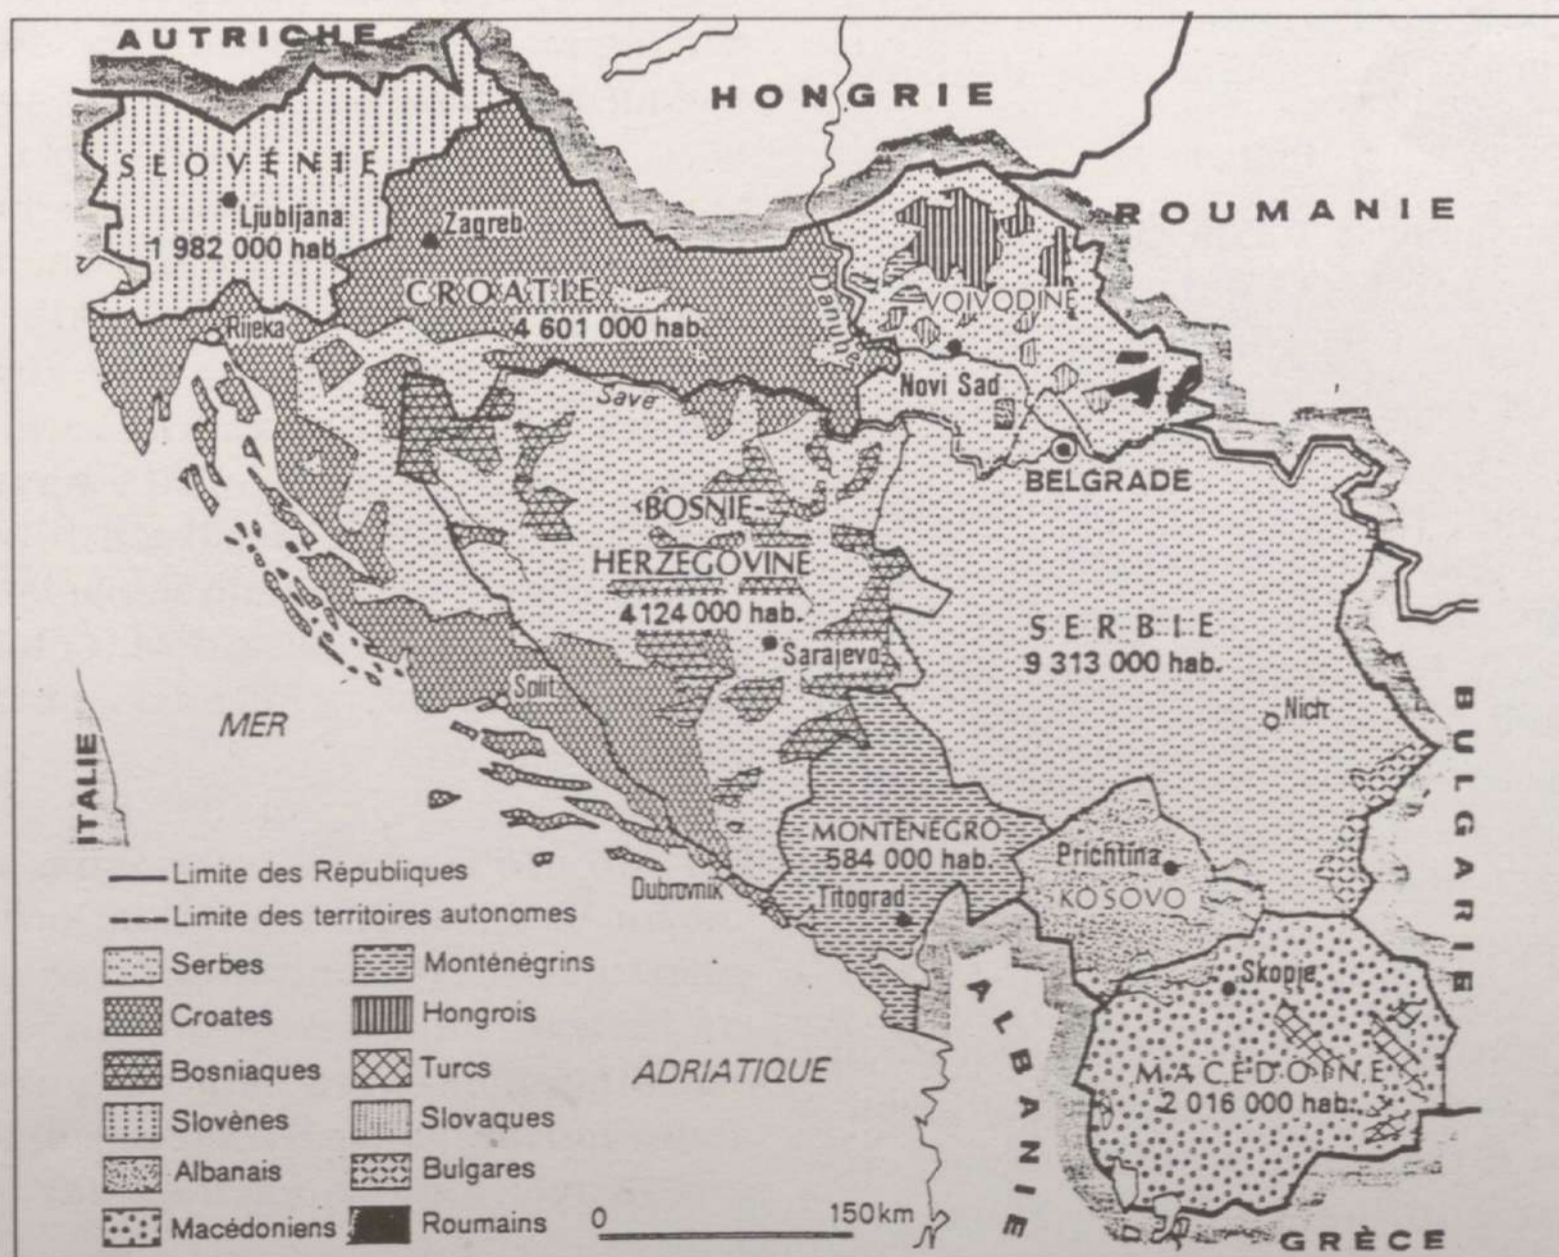 AUTRICHE
HONGRIE
ROUMANIE
SLOVÉNIE
Ljubljana
1 982 000 hab.
Zagreb
CROATIE
4 601 000 hab.
Rijeka
Danube
VOIVODINE
Novi Sad
Save
BELGRADE
BOSNIE-
HERZEGOVINE
4 124 000 hab.
Sarajevo
SERBIE
9 313 000 hab.
Nich
BULGARIE
Split
MER
ITALIE
MONTÉNÉGRO
584 000 hab.
Titograd
Prichtina
KOSOVO
Dubrovnik
Skopje
ALBANIE
ADRIATIQUE
MACÉDOINE
2 016 000 hab.
GRÈCE
Limite des Républiques
Limite des territoires autonomes
Serbes
Monténégrins
Croates
Hongrois
Bosniaques
Turcs
Slovènes
Slovaques
Albanais
Bulgares
Macédoniens
Roumains
0 150 km